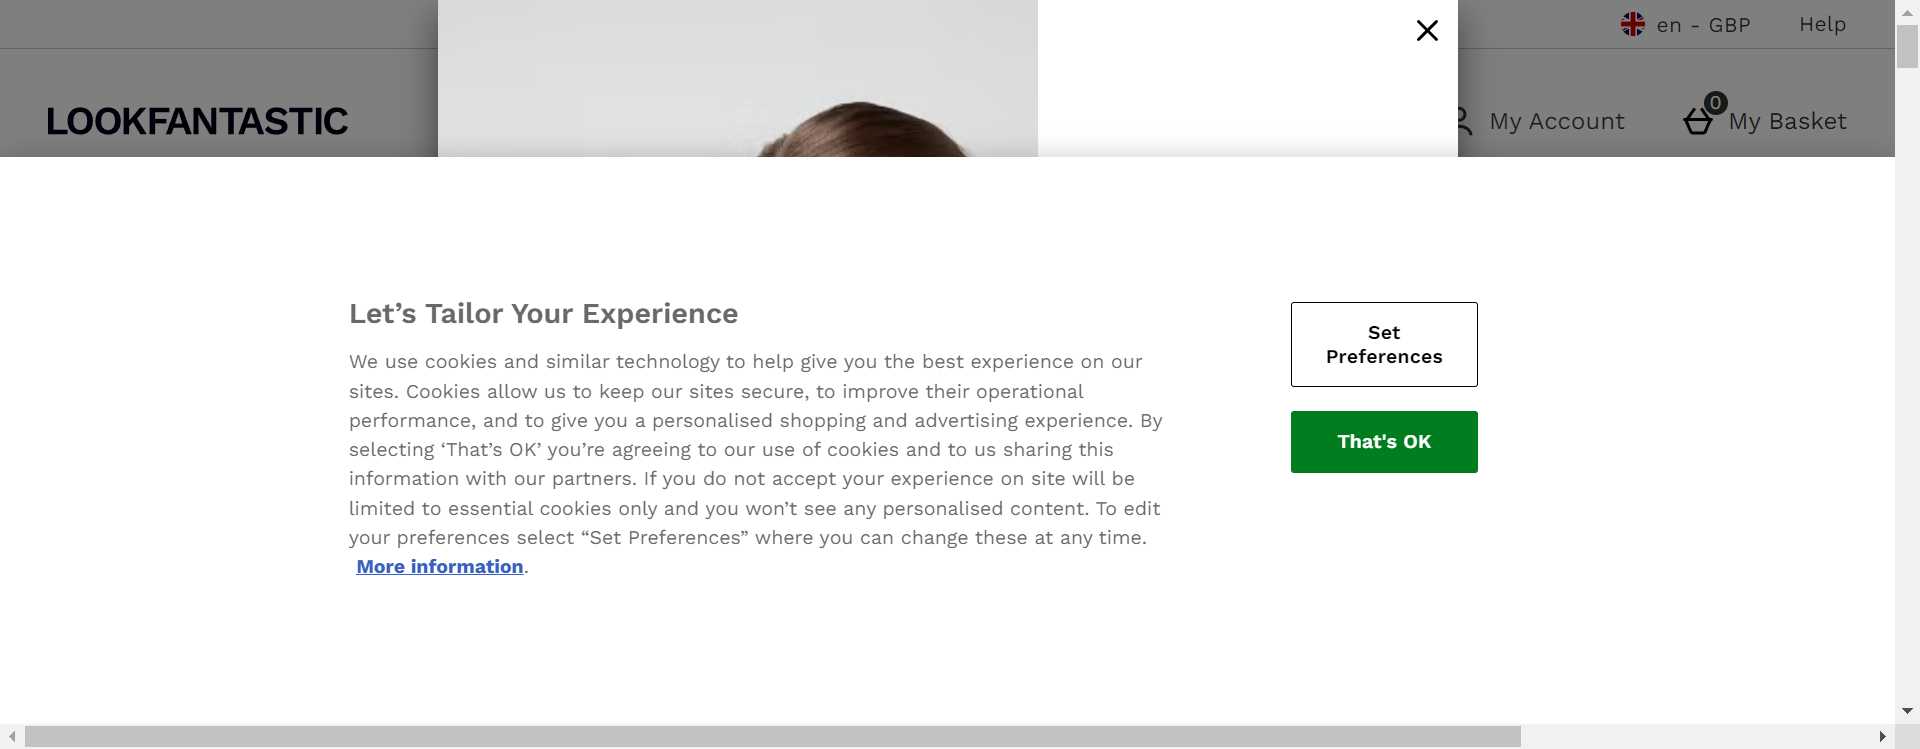 en - GBP
Help
LOOKFANTASTIC
My Account
0
My Basket
Let’s Tailor Your Experience
We use cookies and similar technology to help give you the best experience on our
sites. Cookies allow us to keep our sites secure, to improve their operational
performance, and to give you a personalised shopping and advertising experience. By
selecting ‘That’s OK’ you’re agreeing to our use of cookies and to us sharing this
information with our partners. If you do not accept your experience on site will be
limited to essential cookies only and you won’t see any personalised content. To edit
your preferences select “Set Preferences” where you can change these at any time.
More information.
Set
Preferences
That's OK